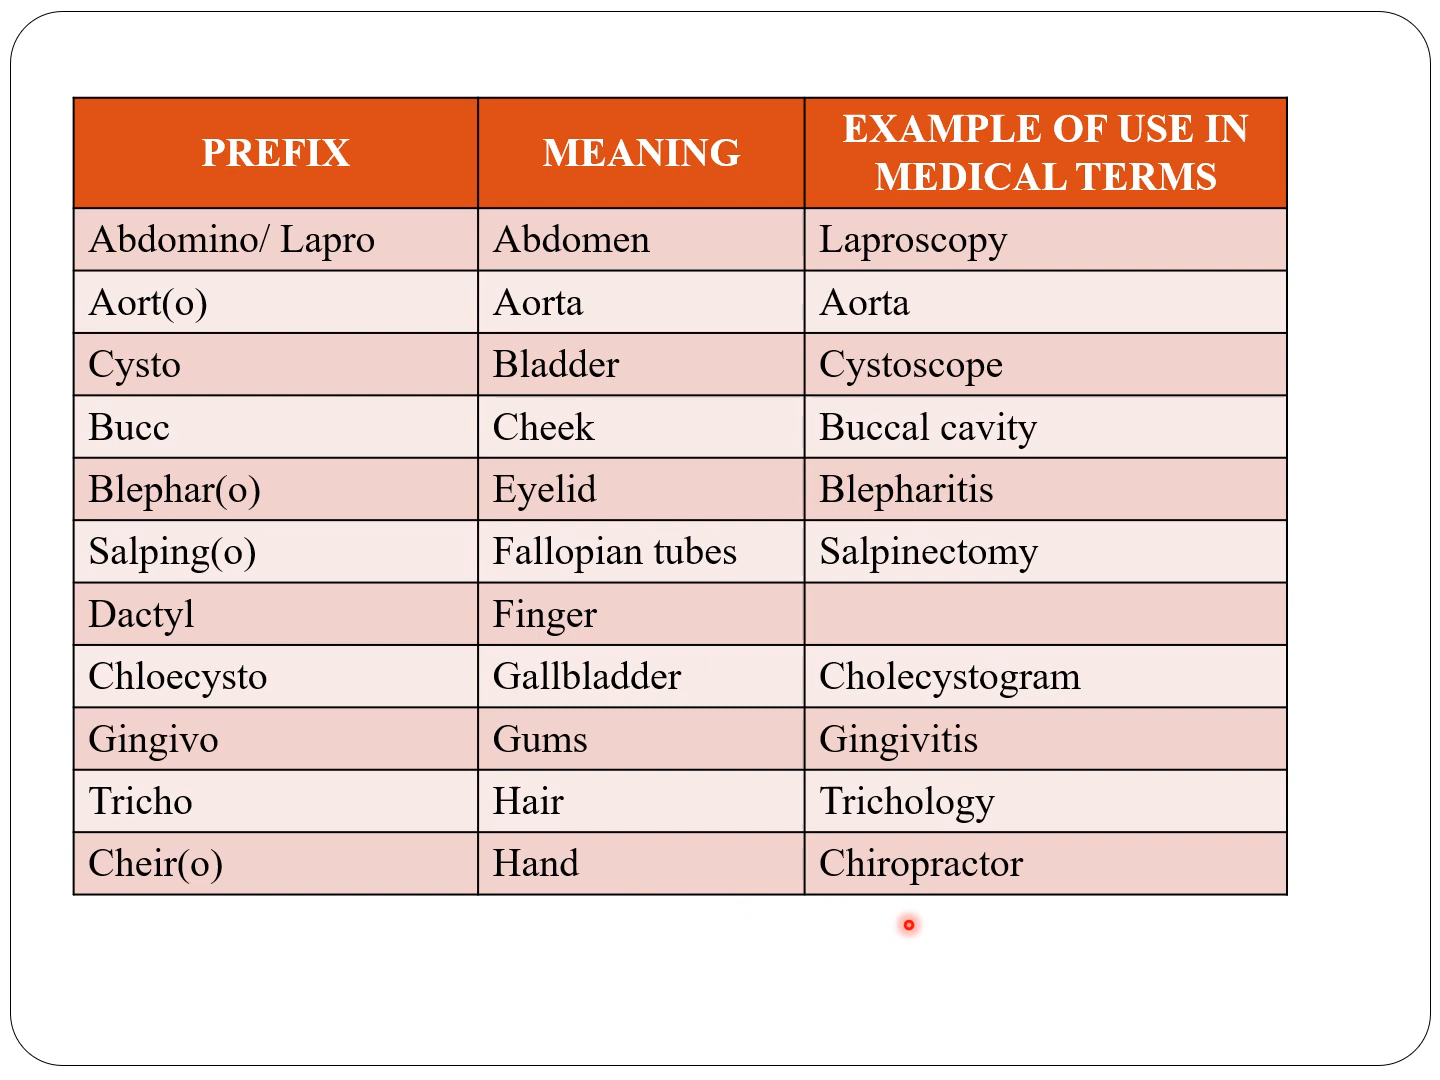 PREFIX MEANING EXAMPLE OF USE IN
MEDICAL TERMS
Abdomino/ Lapro Abdomen Laproscopy
Aort(o) Aorta Aorta
Cysto Bladder Cystoscope
Bucc Cheek Buccal cavity
Blephar(o) Eyelid Blepharitis
Salping(o) Fallopian tubes Salpinectomy
Dactyl Finger
Chloecysto Gallbladder Cholecystogram
Gingivo Gums Gingivitis
Tricho Hair Trichology
Cheir(o) Hand Chiropractor